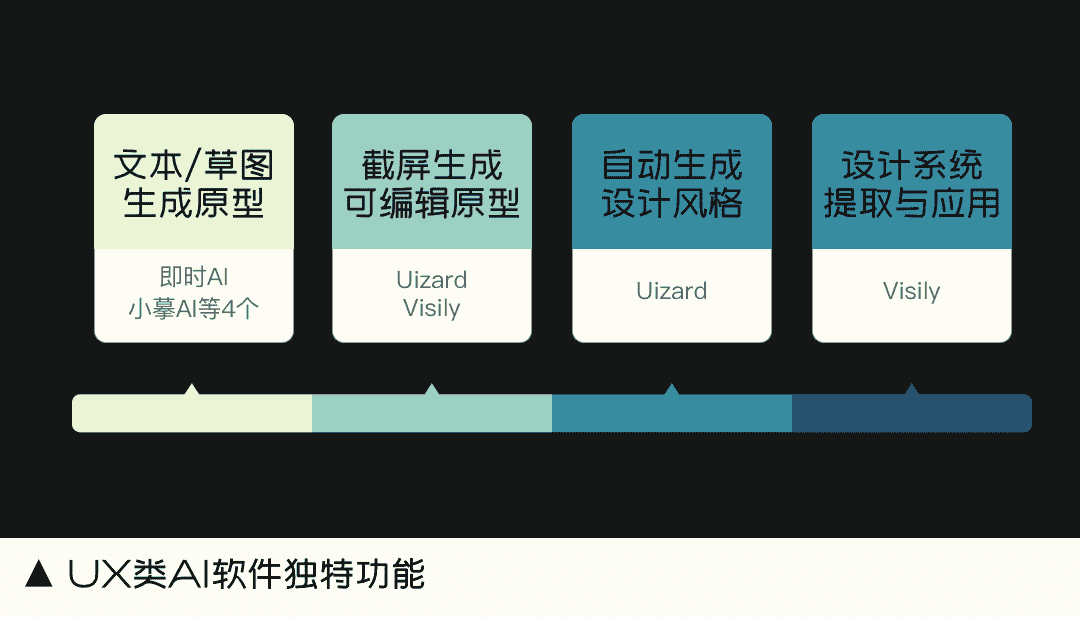 文本/草图
生成原型
即时AI
小摹AI等4个
截屏生成
可编辑原型
Uizard
Visily
自动生成
设计风格
Uizard
设计系统
提取与应用
Visily
▲ UX类AI软件独特功能